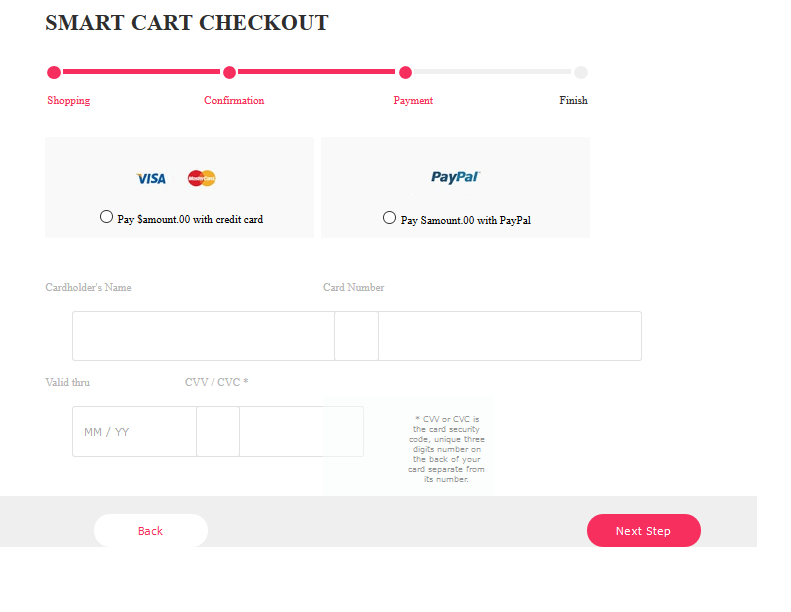 SMART CART CHECKOUT
Shopping Confirmation Payment Finish
VISA MasterCard
PayPal
Pay $amount.00 with credit card
Pay $amount.00 with PayPal
Cardholder's Name Card Number
Valid thru CVV / CVC *
MM / YY
* CVV or CVC is
the card security
code, unique three
digits number on
the back of your
card separate from
its number.
Back Next Step